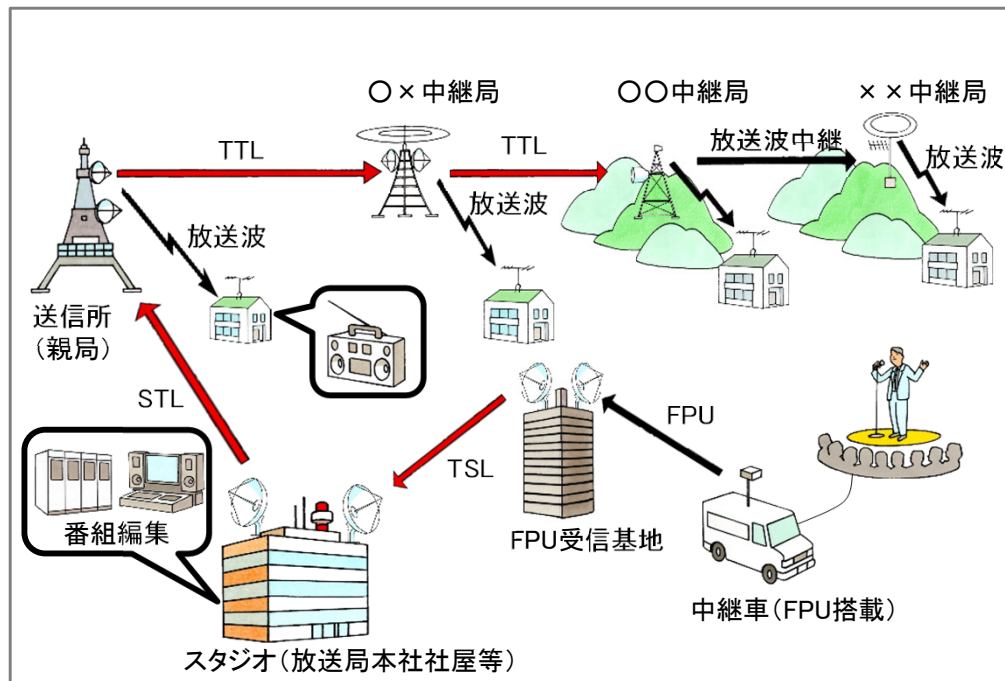 ○×中継局
○○中継局
××中継局
TTL
TTL
放送波中継
放送波
放送波
放送波
送信所
(親局)
STL
TSL
FPU
番組編集
FPU受信基地
中継車(FPU搭載)
スタジオ(放送局本社社屋等)